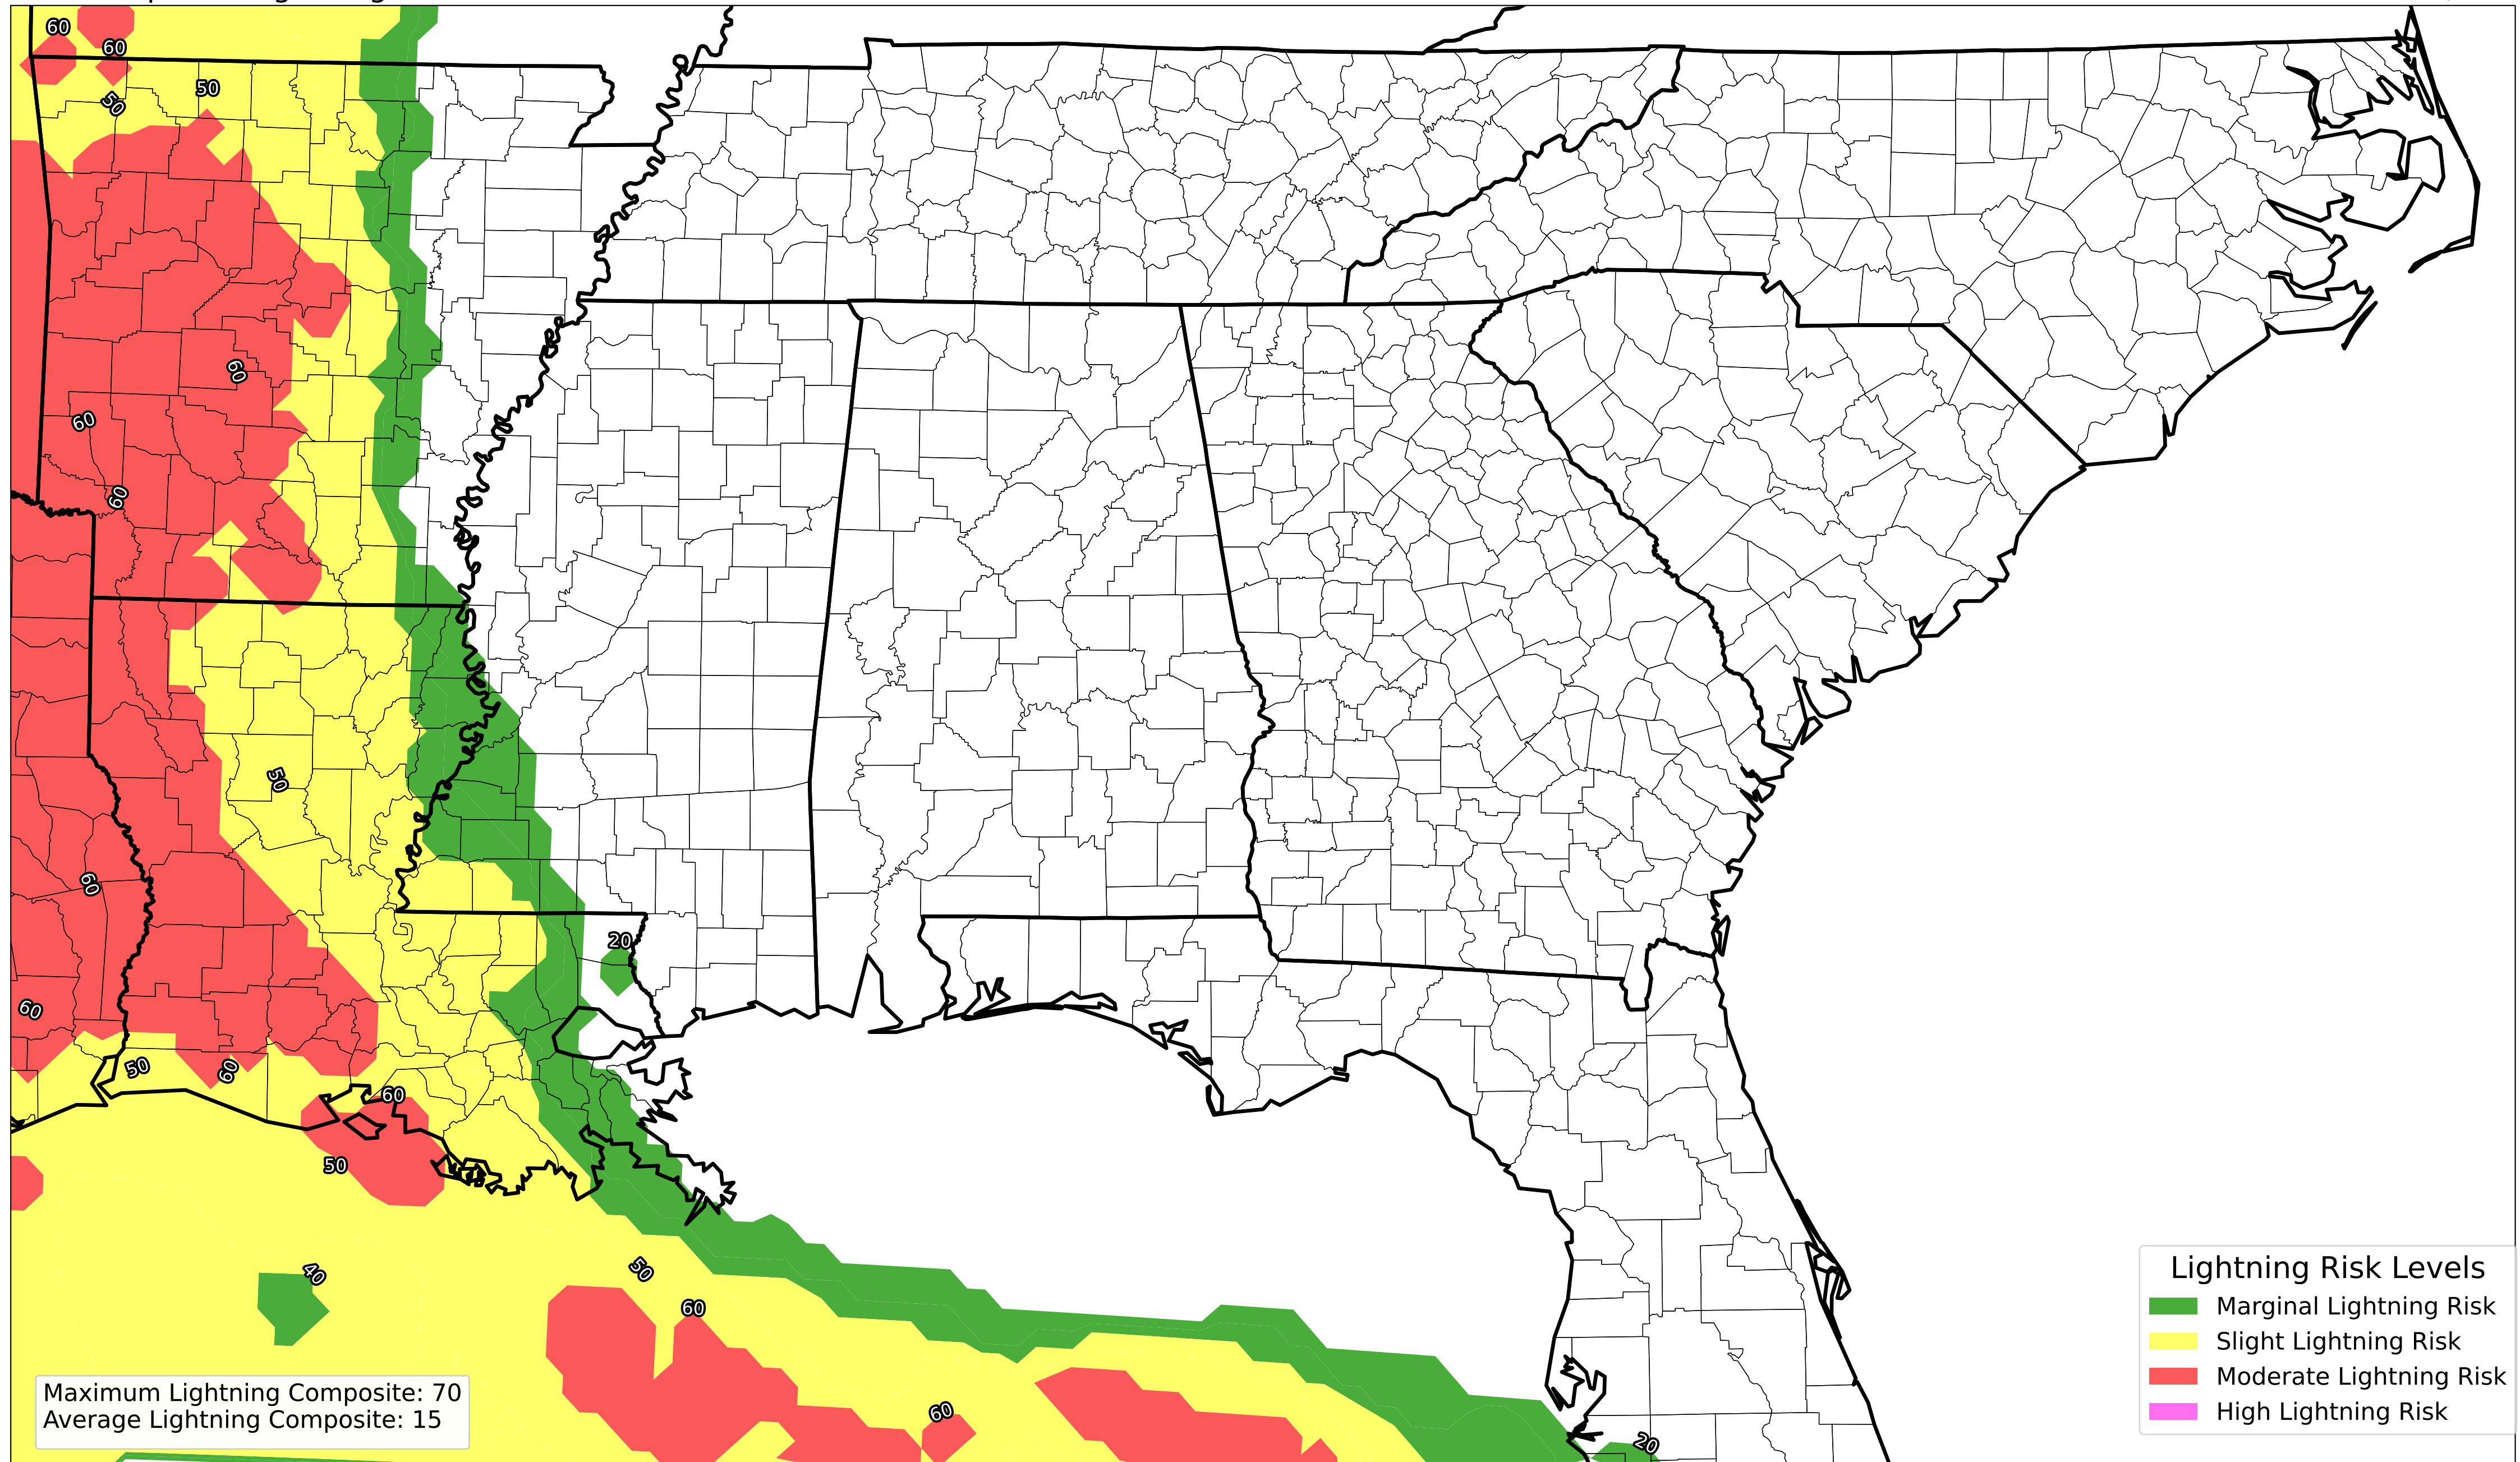 60
60
50
50
60
60
60
50
60
20
60
50
60
60
50
40
50
60
60
20
Lightning Risk Levels
Marginal Lightning Risk
Slight Lightning Risk
Moderate Lightning Risk
High Lightning Risk
Maximum Lightning Composite: 70
Average Lightning Composite: 15